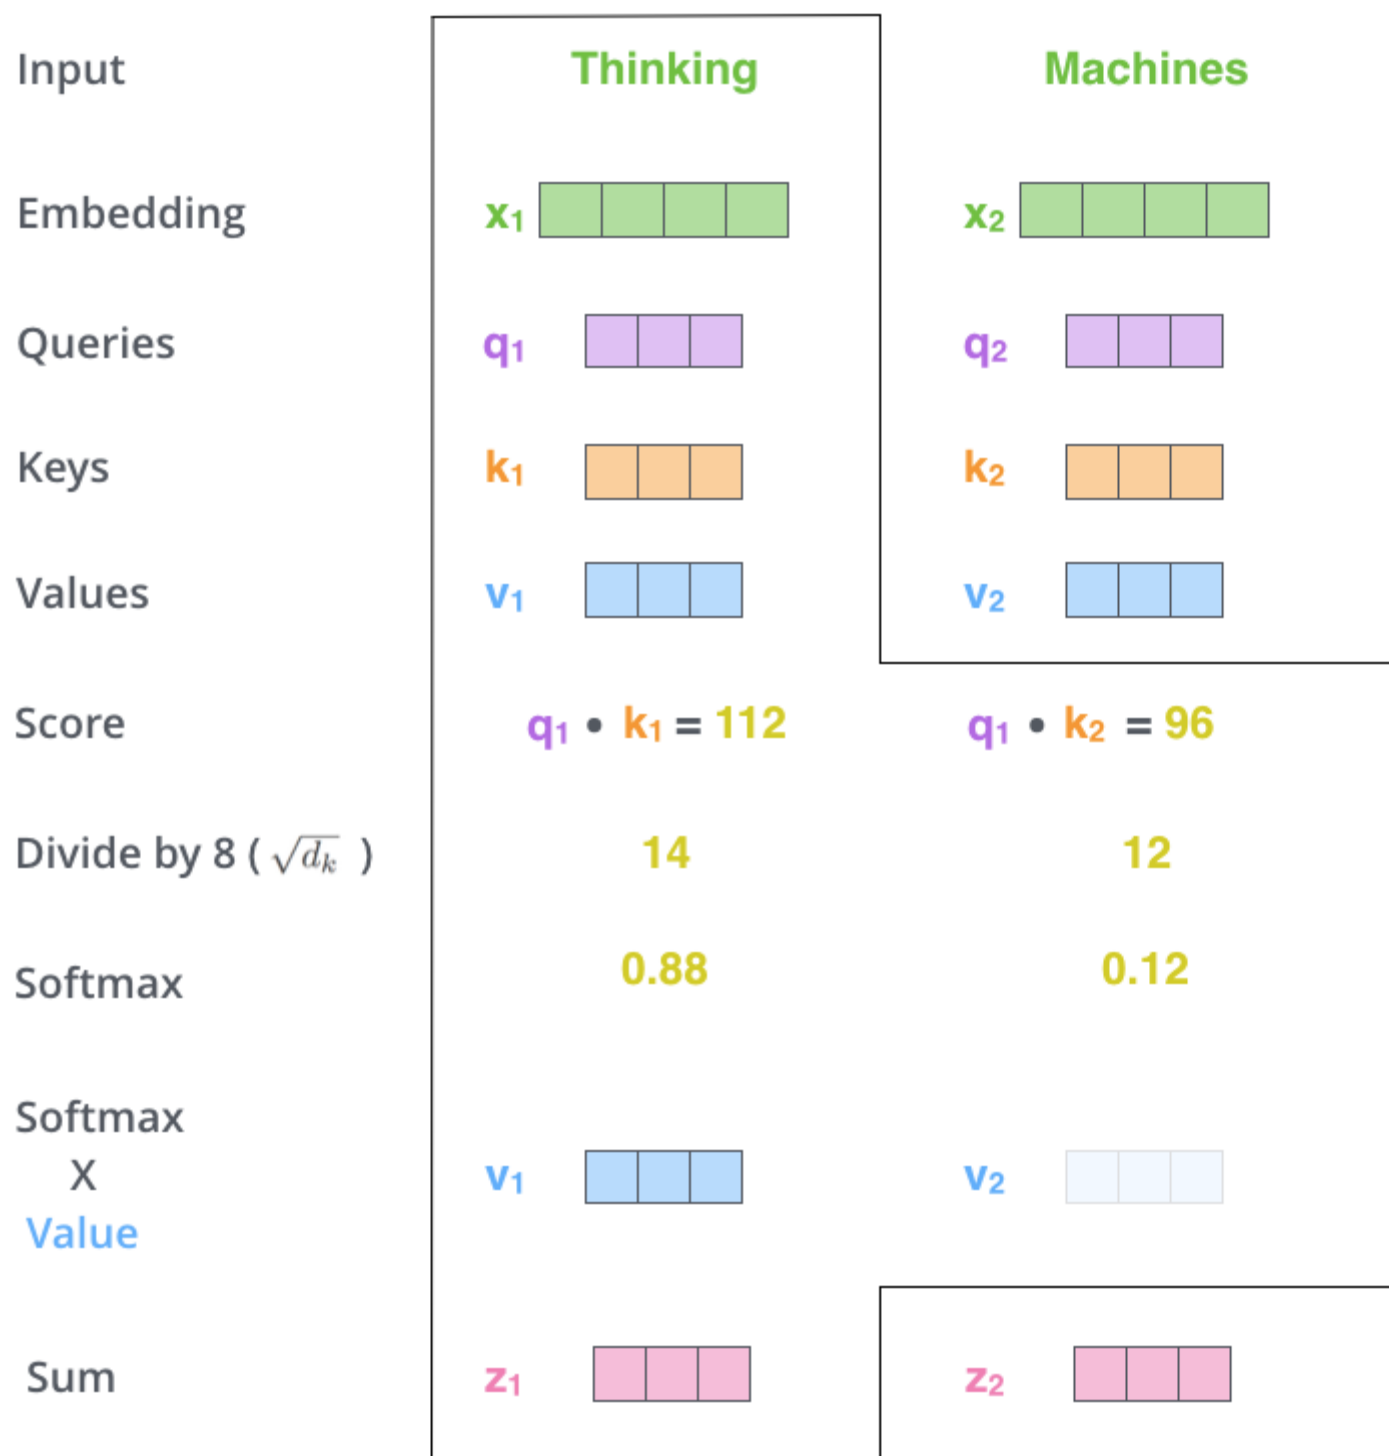 Input Thinking Machines
Embedding x₁ x₂
Queries q₁ q₂
Keys k₁ k₂
Values v₁ v₂
Score q₁ • k₁ = 112 q₁ • k₂ = 96
Divide by 8 ( √dₖ ) 14 12
Softmax 0.88 0.12
Softmax
X v₁ v₂
Value
Sum z₁ z₂